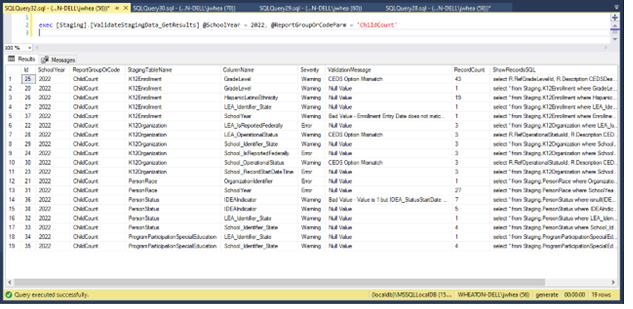 SQLQuery32.sql - (...N-DELL\jwhea (56))* SQLQuery30.sql - (...N-DELL\jwhea (70)) SQLQuery29.sql - (...N-DELL\jwhea (60)) SQLQuery28.sql - (...N-DELL\jwhea (58))*
exec [Staging].[ValidateStagingData_GetResults] @SchoolYear = 2022, @ReportGroupOrCodeParm = 'ChildCount'
Results Messages
Id SchoolYear ReportGroupOrCode StagingTableName ColumnName Severity ValidationMessage RecordCount ShowRecordsSQL
1 25 2022 ChildCount K12Enrollment GradeLevel Warning CEDS Option Mismatch 43 select R.RefGradeLevelId, R.Description CEDSDe...
2 20 2022 ChildCount K12Enrollment GradeLevel Warning Null Value 1 select *from Staging.K12Enrollment where GradeLe...
3 26 2022 ChildCount K12Enrollment HispanicLatinoEthnicity Warning Null Value 19 select *from Staging.K12Enrollment where Hispanic...
4 27 2022 ChildCount K12Enrollment LEA_Identifier_State Warning Null Value 1 select *from Staging.K12Enrollment where LEA_Ide...
5 37 2022 ChildCount K12Enrollment SchoolYear Warning Bad Value - Enrollment Entry Date does not matc... 1 select *from Staging.K12Enrollment where Enrollme...
6 22 2022 ChildCount K12Organization LEA_IsReportedFederally Error Null Value 3 select *from Staging.K12Organization where LEA_Is...
7 28 2022 ChildCount K12Organization LEA_OperationalStatus Warning CEDS Option Mismatch 3 select R.RefOperationalStatusId, R.Description CED...
8 29 2022 ChildCount K12Organization School_Identifier_State Warning Null Value 3 select *from Staging.K12Organization where School...
9 24 2022 ChildCount K12Organization School_IsReportedFederally Error Null Value 3 select *from Staging.K12Organization where School...
10 30 2022 ChildCount K12Organization School_OperationalStatus Warning CEDS Option Mismatch 3 select R.RefOperationalStatusId, R.Description CED...
11 23 2022 ChildCount K12Organization School_RecordStartDateTime Error Null Value 3 select *from Staging.K12Organization where School...
12 21 2022 ChildCount PersonRace OrganizationIdentifier Error Null Value 1 select *from Staging.PersonRace where Organizati...
13 31 2022 ChildCount PersonRace SchoolYear Error Null Value 27 select *from Staging.PersonRace where SchoolYe...
14 36 2022 ChildCount PersonStatus IDEAIndicator Warning Bad Value - Value is 1 but IDEA_StatusStartDate ... 7 select *from Staging.PersonStatus where isnull(IDE...
15 38 2022 ChildCount PersonStatus IDEAIndicator Warning Null Value 5 select *from Staging.PersonStatus where IDEAIndic...
16 32 2022 ChildCount PersonStatus LEA_Identifier_State Warning Null Value 1 select *from Staging.PersonStatus where LEA_Iden...
17 33 2022 ChildCount PersonStatus School_Identifier_State Warning Null Value 4 select *from Staging.PersonStatus where School_Id...
18 34 2022 ChildCount ProgramParticipationSpecialEducation LEA_Identifier_State Warning Null Value 1 select *from Staging.ProgramParticipationSpecialEd...
19 35 2022 ChildCount ProgramParticipationSpecialEducation School_Identifier_State Warning Null Value 4 select *from Staging.ProgramParticipationSpecialEd...
Query executed successfully. (localdb)\MSSQLLocalDB (15.... WHEATON-DELL\jwhea (56) generate 00:00:00 19 rows